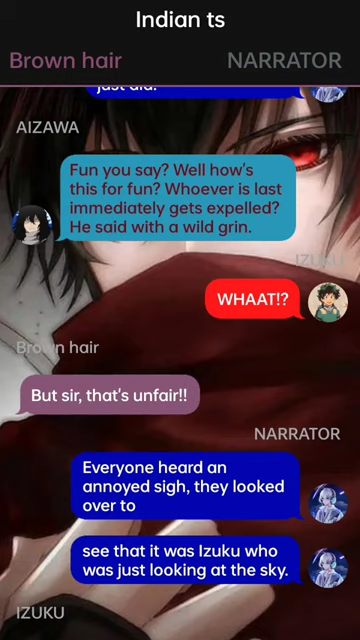 Indian ts
Brown hair NARRATOR
just did.
AIZAWA
Fun you say? Well how's
this for fun? Whoever is last
immediately gets expelled?
He said with a wild grin.
IZUKU
WHAAT!?
Brown hair
But sir, that's unfair!!
NARRATOR
Everyone heard an
annoyed sigh, they looked
over to
see that it was Izuku who
was just looking at the sky.
IZUKU